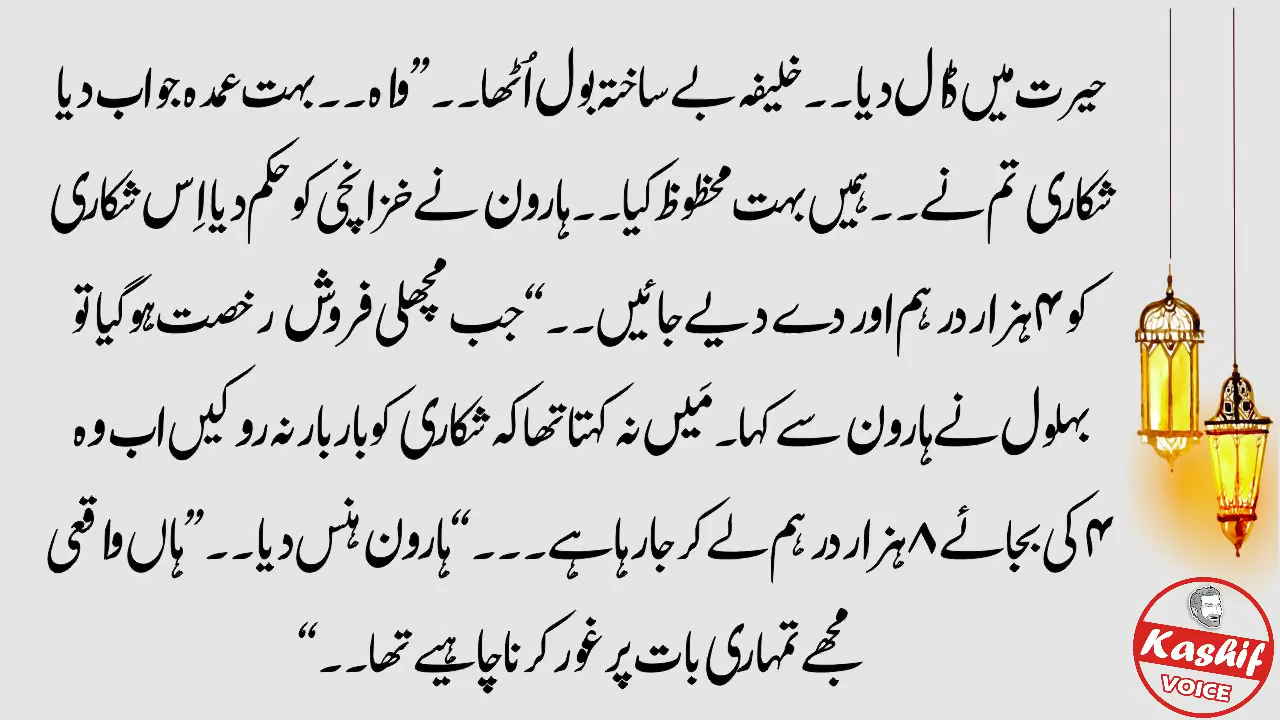 حیرت میں ڈال دیا۔۔خلیفہ بے ساختہ بول اُٹھا۔۔”واہ۔۔بہت عمدہ جواب دیا
شکاری تم نے۔۔ہمیں بہت محظوظ کیا۔۔ہارون نے خزانچی کو حکم دیا اِس شکاری
کو ۴ ہزار درہم اور دے دیے جائیں۔۔“جب مچھلی فروش رخصت ہو گیا تو
بہلول نے ہارون سے کہا۔ مَیں نہ کہتا تھا کہ شکاری کو بار بار نہ روکیں اب وہ
۴ کی بجائے ۸ ہزار درہم لے کر جا رہا ہے۔۔۔“ہارون ہنس دیا۔۔”ہاں واقعی
مجھے تمہاری بات پر غور کرنا چاہیے تھا۔۔“
Kashif
VOICE